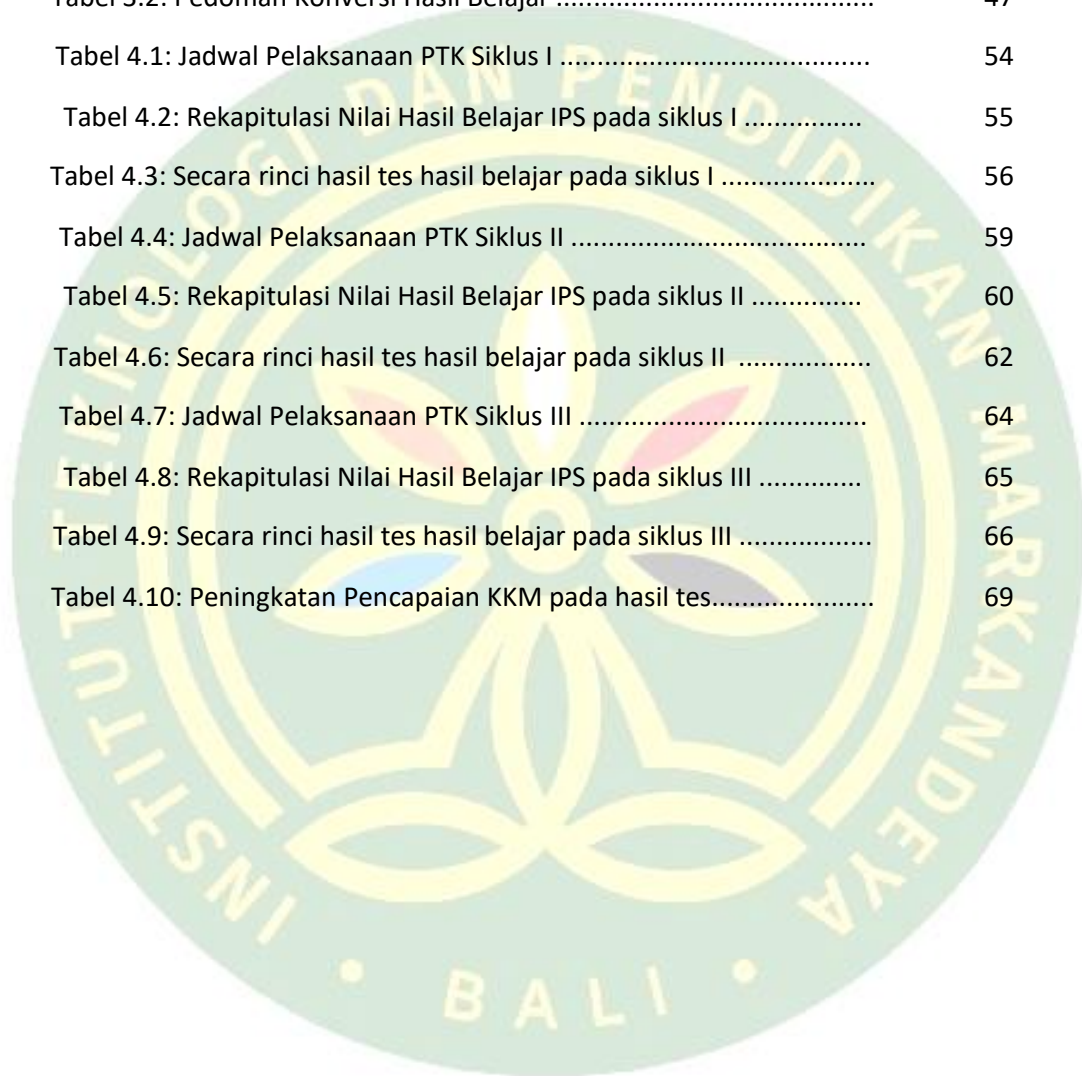 Tabel 3.2: Pedoman Konversi Hasil Belajar ........................................... 47
Tabel 4.1: Jadwal Pelaksanaan PTK Siklus I .......................................... 54
Tabel 4.2: Rekapitulasi Nilai Hasil Belajar IPS pada siklus I ................ 55
Tabel 4.3: Secara rinci hasil tes hasil belajar pada siklus I ..................... 56
Tabel 4.4: Jadwal Pelaksanaan PTK Siklus II ........................................ 59
Tabel 4.5: Rekapitulasi Nilai Hasil Belajar IPS pada siklus II ............... 60
Tabel 4.6: Secara rinci hasil tes hasil belajar pada siklus II .................. 62
Tabel 4.7: Jadwal Pelaksanaan PTK Siklus III ....................................... 64
Tabel 4.8: Rekapitulasi Nilai Hasil Belajar IPS pada siklus III .............. 65
Tabel 4.9: Secara rinci hasil tes hasil belajar pada siklus III .................. 66
Tabel 4.10: Peningkatan Pencapaian KKM pada hasil tes...................... 69
INSTITUT TEKHNOLOGI DAN PENDIDIKAN MARKANDEYA
• BALI •